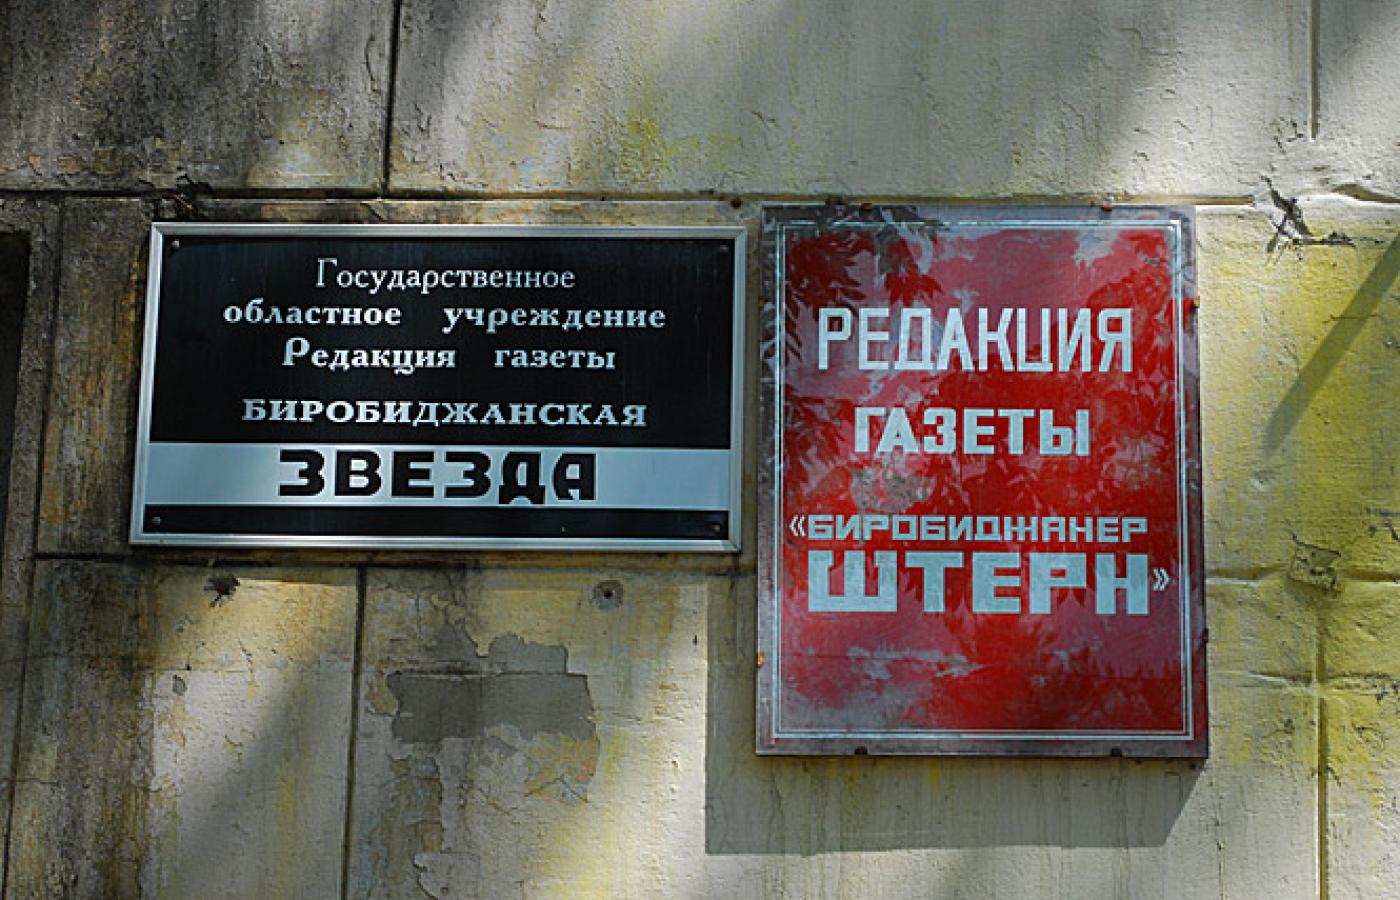 Государственное
областное учреждение
Редакция газеты
БИРОБИДЖАНСКАЯ
ЗВЕЗДА
РЕДАКЦИЯ
ГАЗЕТЫ
«БИРОБИДЖАНЕР
ШТЕРН»